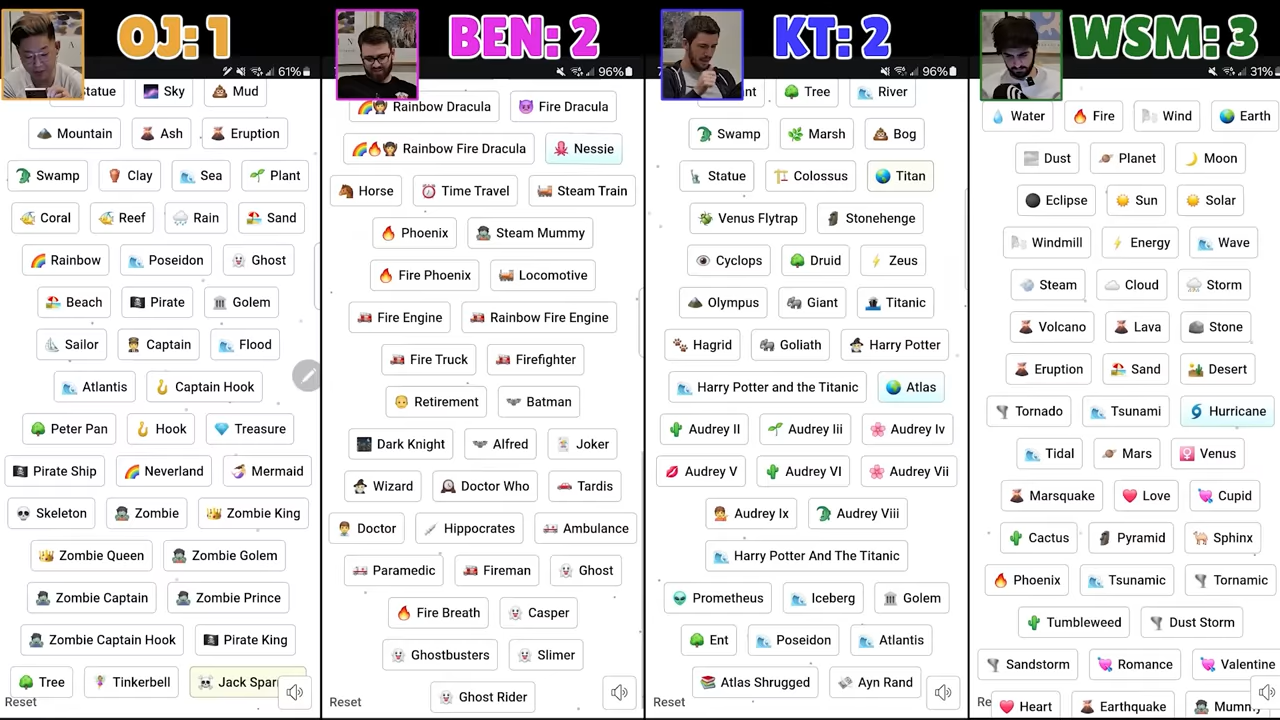 OJ: 1
BEN: 2
KT: 2
WSM: 3
61%
96%
96%
31%
Statue Sky Mud
Mountain Ash Eruption
Swamp Clay Sea Plant
Coral Reef Rain Sand
Rainbow Poseidon Ghost
Beach Pirate Golem
Sailor Captain Flood
Atlantis Captain Hook
Peter Pan Hook Treasure
Pirate Ship Neverland Mermaid
Skeleton Zombie Zombie King
Zombie Queen Zombie Golem
Zombie Captain Zombie Prince
Zombie Captain Hook Pirate King
Tree Tinkerbell Jack Spar
Reset
Rainbow Dracula Fire Dracula
Rainbow Fire Dracula Nessie
Horse Time Travel Steam Train
Phoenix Steam Mummy
Fire Phoenix Locomotive
Fire Engine Rainbow Fire Engine
Fire Truck Firefighter
Retirement Batman
Dark Knight Alfred Joker
Wizard Doctor Who Tardis
Doctor Hippocrates Ambulance
Paramedic Fireman Ghost
Fire Breath Casper
Ghostbusters Slimer
Ghost Rider
Reset
Tree River
Swamp Marsh Bog
Statue Colossus Titan
Venus Flytrap Stonehenge
Cyclops Druid Zeus
Olympus Giant Titanic
Hagrid Goliath Harry Potter
Harry Potter and the Titanic Atlas
Audrey II Audrey Iii Audrey Iv
Audrey V Audrey VI Audrey Vii
Audrey Ix Audrey Viii
Harry Potter And The Titanic
Prometheus Iceberg Golem
Ent Poseidon Atlantis
Atlas Shrugged Ayn Rand
Reset
Water Fire Wind Earth
Dust Planet Moon
Eclipse Sun Solar
Windmill Energy Wave
Steam Cloud Storm
Volcano Lava Stone
Eruption Sand Desert
Tornado Tsunami Hurricane
Tidal Mars Venus
Marsquake Love Cupid
Cactus Pyramid Sphinx
Phoenix Tsunamic Tornamic
Tumbleweed Dust Storm
Sandstorm Romance Valentine
Heart Earthquake Mummy
Re